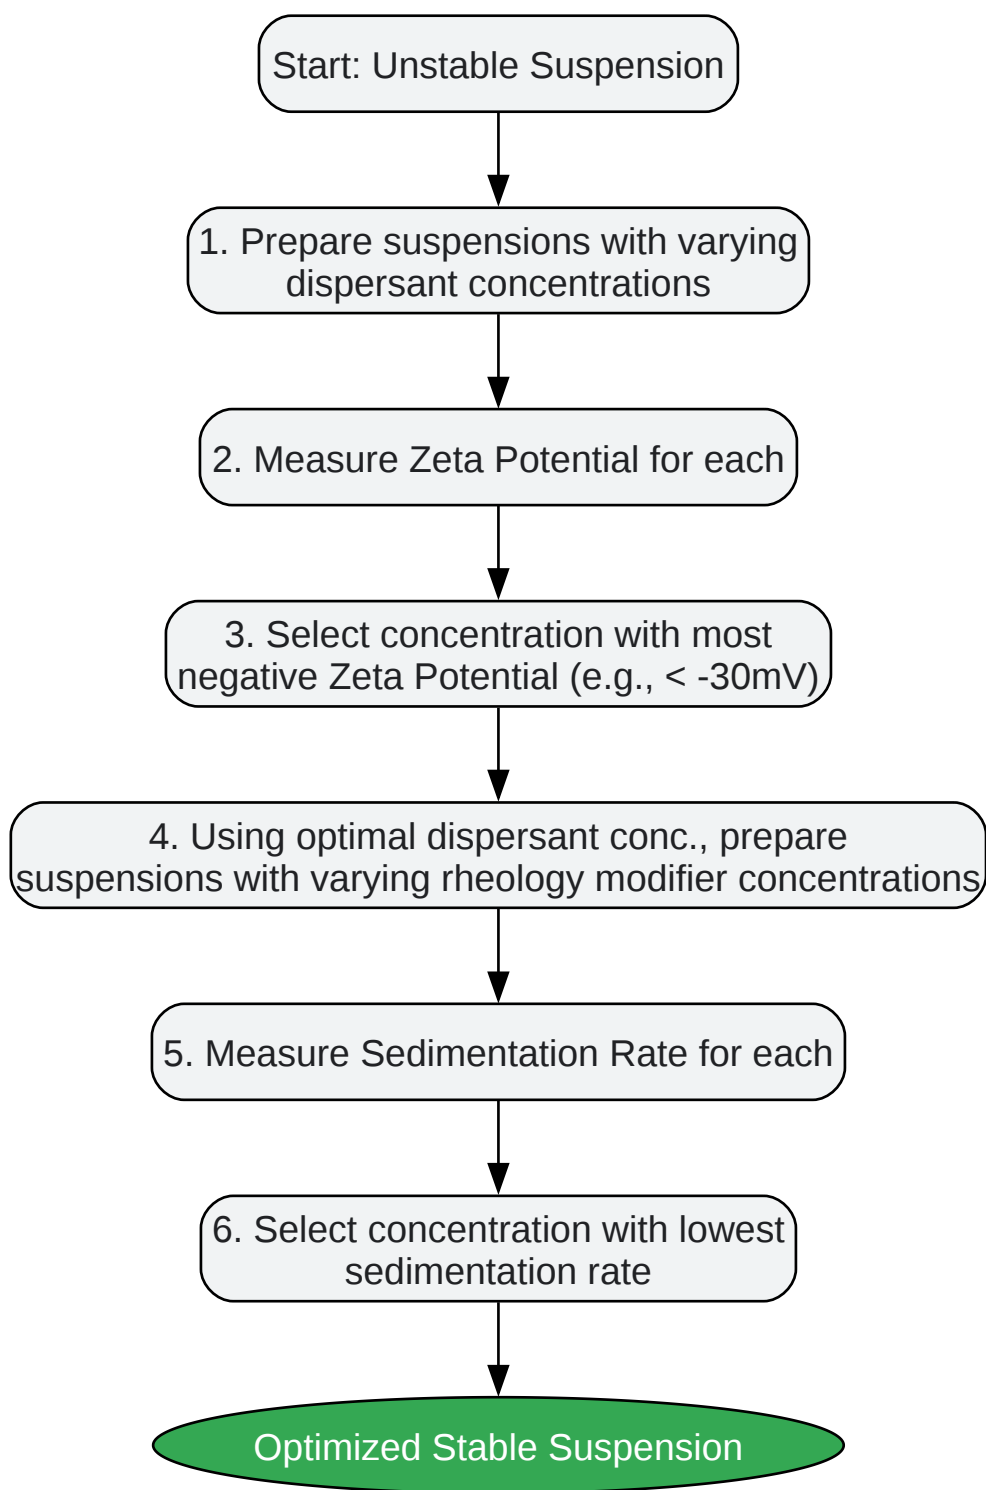 Start: Unstable Suspension
1. Prepare suspensions with varying
dispersant concentrations
2. Measure Zeta Potential for each
3. Select concentration with most
negative Zeta Potential (e.g., < -30mV)
4. Using optimal dispersant conc., prepare
suspensions with varying rheology modifier concentrations
5. Measure Sedimentation Rate for each
6. Select concentration with lowest
sedimentation rate
Optimized Stable Suspension